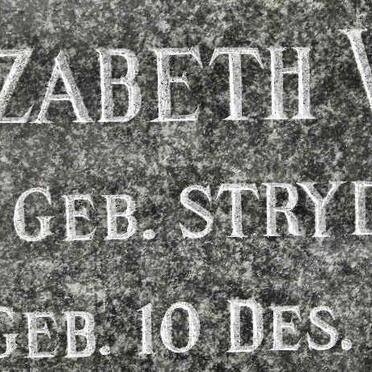 ZABETH V
GEB. STRYD
GEB. 10 DES.